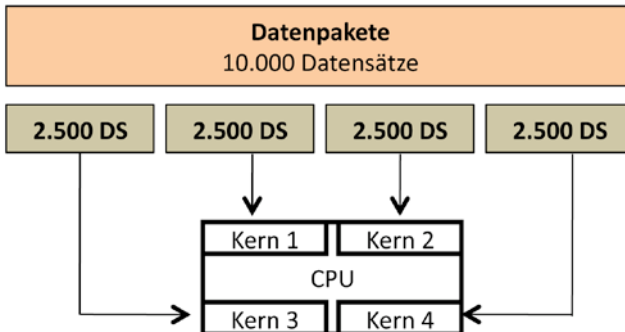 Datenpakete
10.000 Datensätze
2.500 DS
2.500 DS
2.500 DS
2.500 DS
Kern 1
Kern 2
CPU
Kern 3
Kern 4